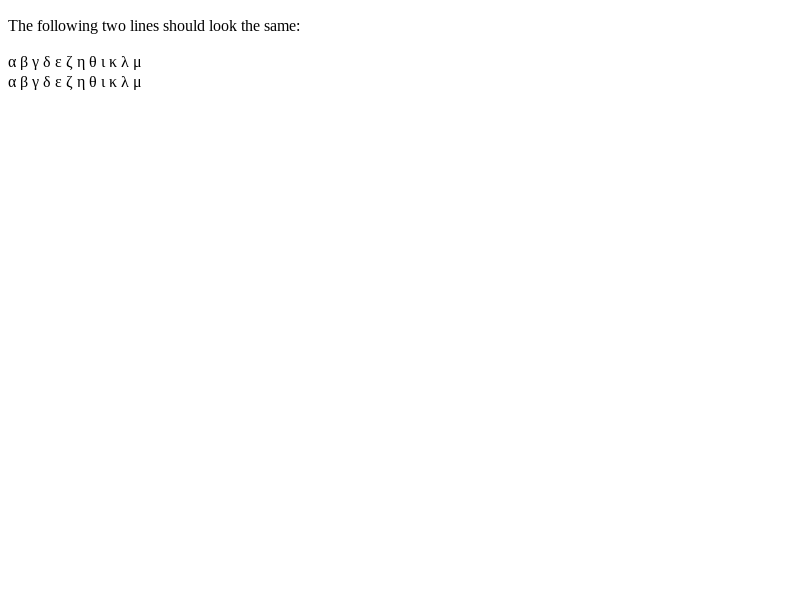 The following two lines should look the same:
α β γ δ ε ζ η θ ι κ λ μ
α β γ δ ε ζ η θ ι κ λ μ